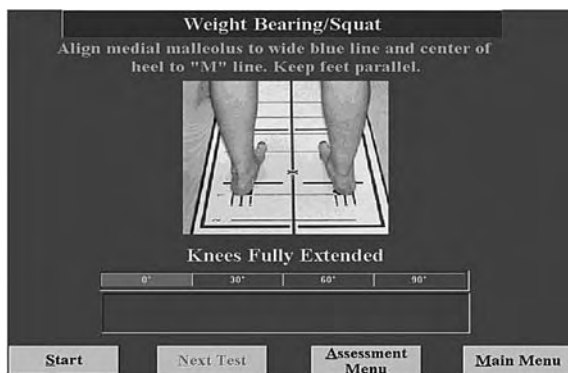 Weight Bearing/Squat
Align medial malleolus to wide blue line and center of
heel to "M" line. Keep feet parallel.
Knees Fully Extended
0° 30° 60° 90°
Start Next Test Assessment Menu Main Menu